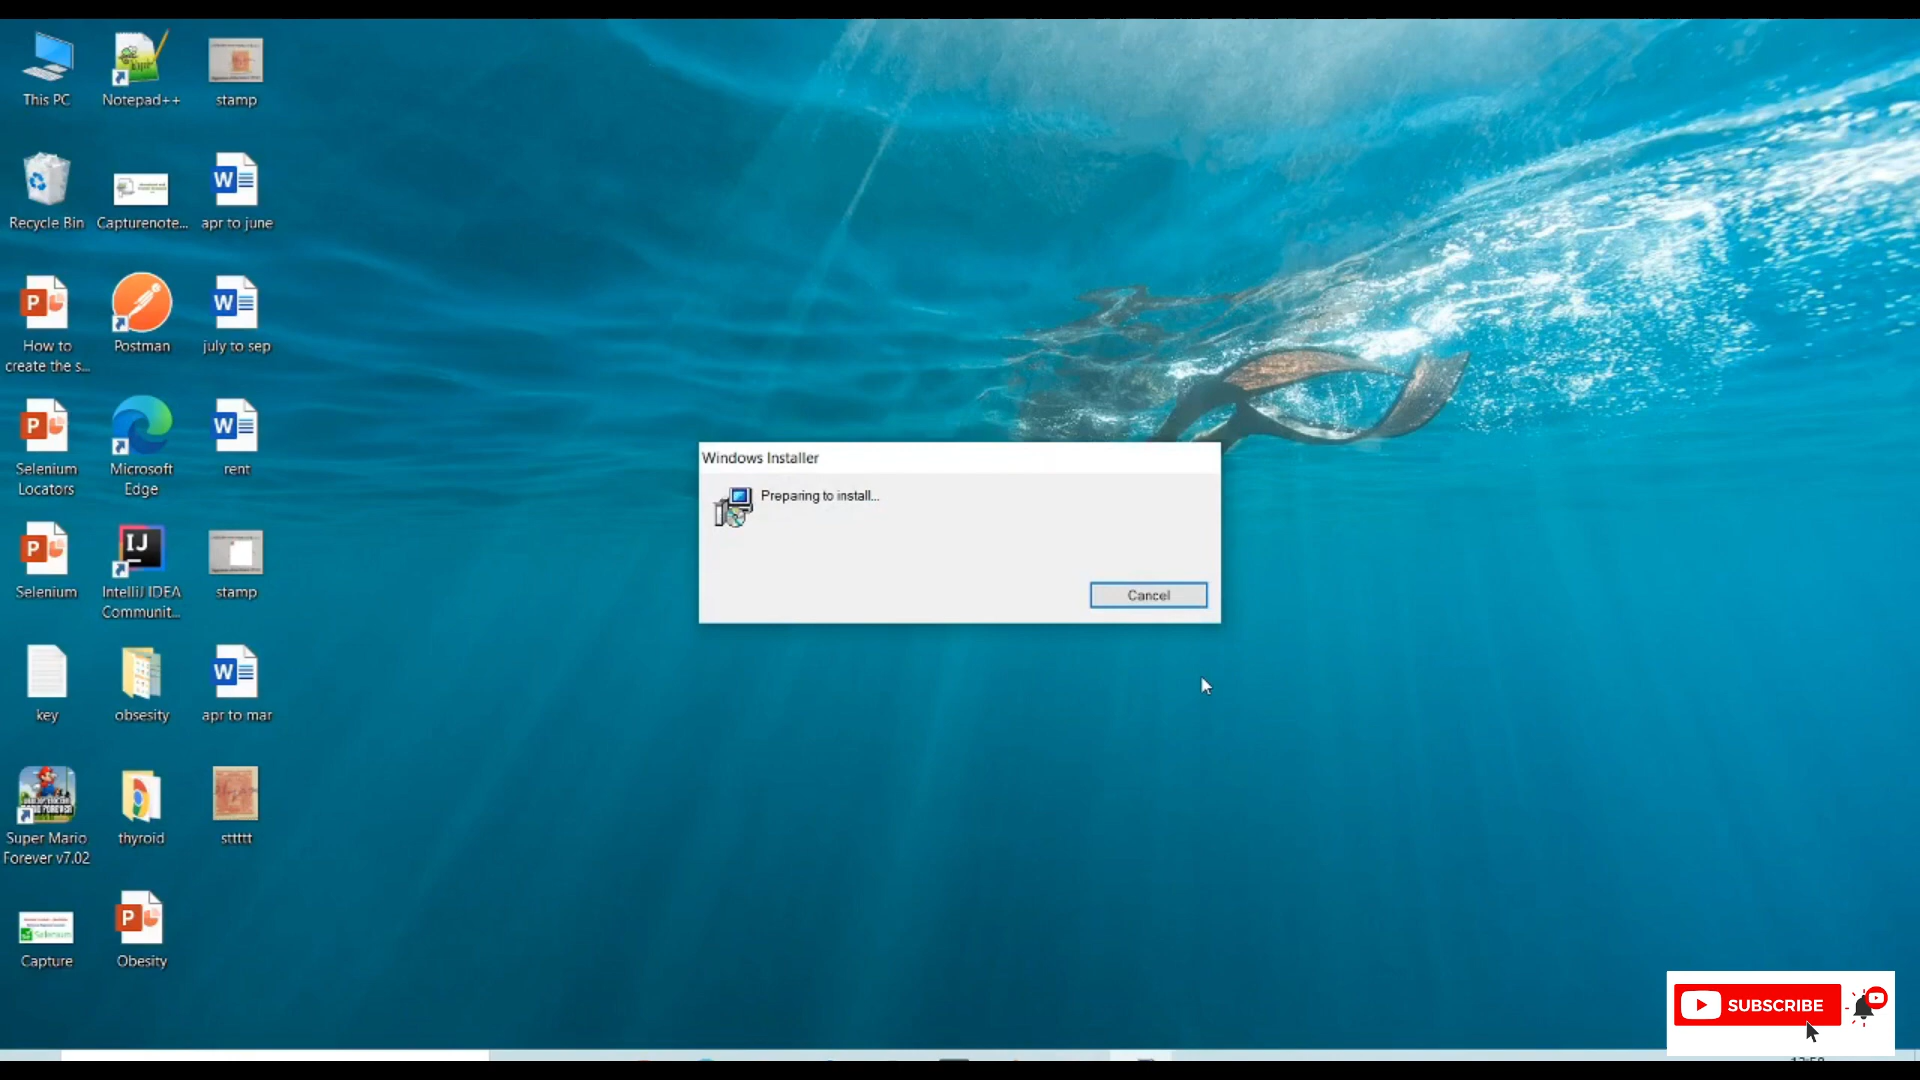 This PC
Notepad++
stamp
Recycle Bin
Capturenote...
apr to june
How to
create the s...
Postman
july to sep
Selenium
Locators
Microsoft
Edge
rent
Selenium
IntelliJ IDEA
Communit...
stamp
key
obsesity
apr to mar
Super Mario
Forever v7.02
thyroid
sttttt
Capture
Obesity
Windows Installer
Preparing to install...
Cancel
SUBSCRIBE